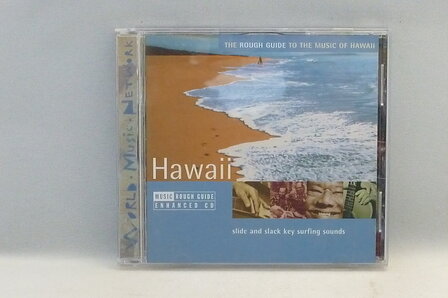 THE ROUGH GUIDE TO THE MUSIC OF HAWAII
WORLD • MUSIC • NETWORK
Hawaii
MUSIC ROUGH GUIDE
ENHANCED CD
slide and slack key surfing sounds